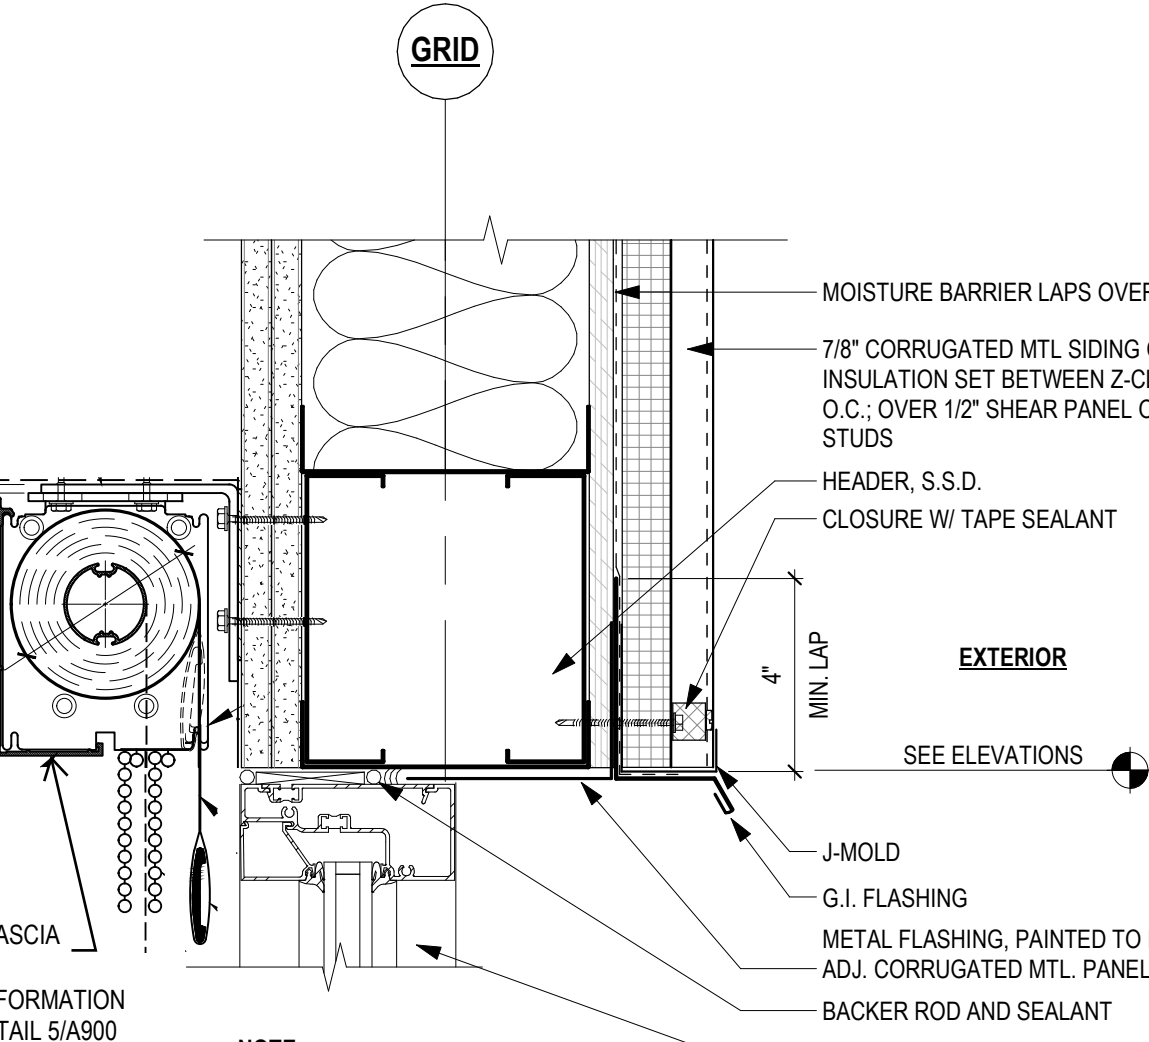 GRID
MOISTURE BARRIER LAPS OVER
7/8" CORRUGATED MTL SIDING
INSULATION SET BETWEEN
O.C.; OVER 1/2" SHEAR PANEL
STUDS
HEADER, S.S.D.
CLOSURE W/ TAPE SEALANT
4"
MIN. LAP
EXTERIOR
SEE ELEVATIONS
J-MOLD
G.I. FLASHING
METAL FLASHING, PAINTED TO
ADJ. CORRUGATED MTL. PANEL
BACKER ROD AND SEALANT
ASCIA
FORMATION
TAIL 5/A900
NOTE